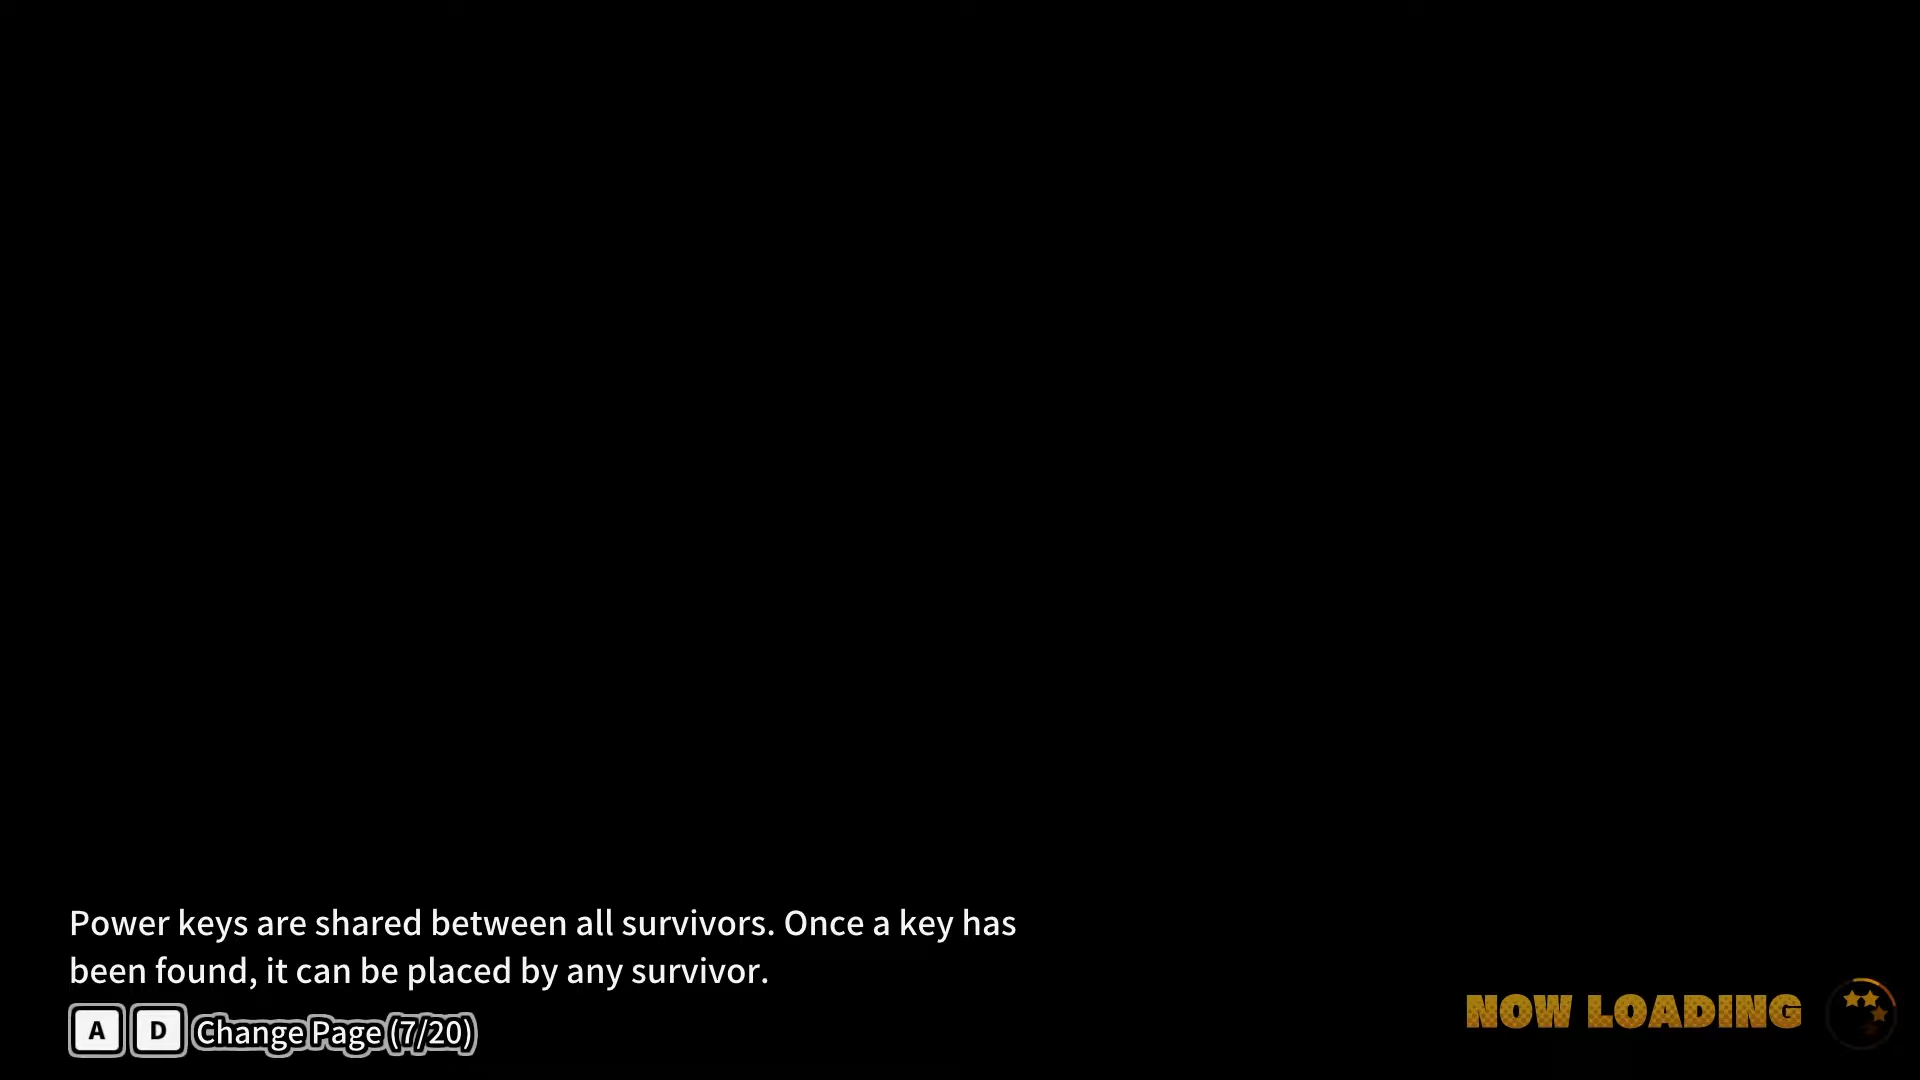 Power keys are shared between all survivors. Once a key has
been found, it can be placed by any survivor.
A D Change Page (7/20)
NOW LOADING